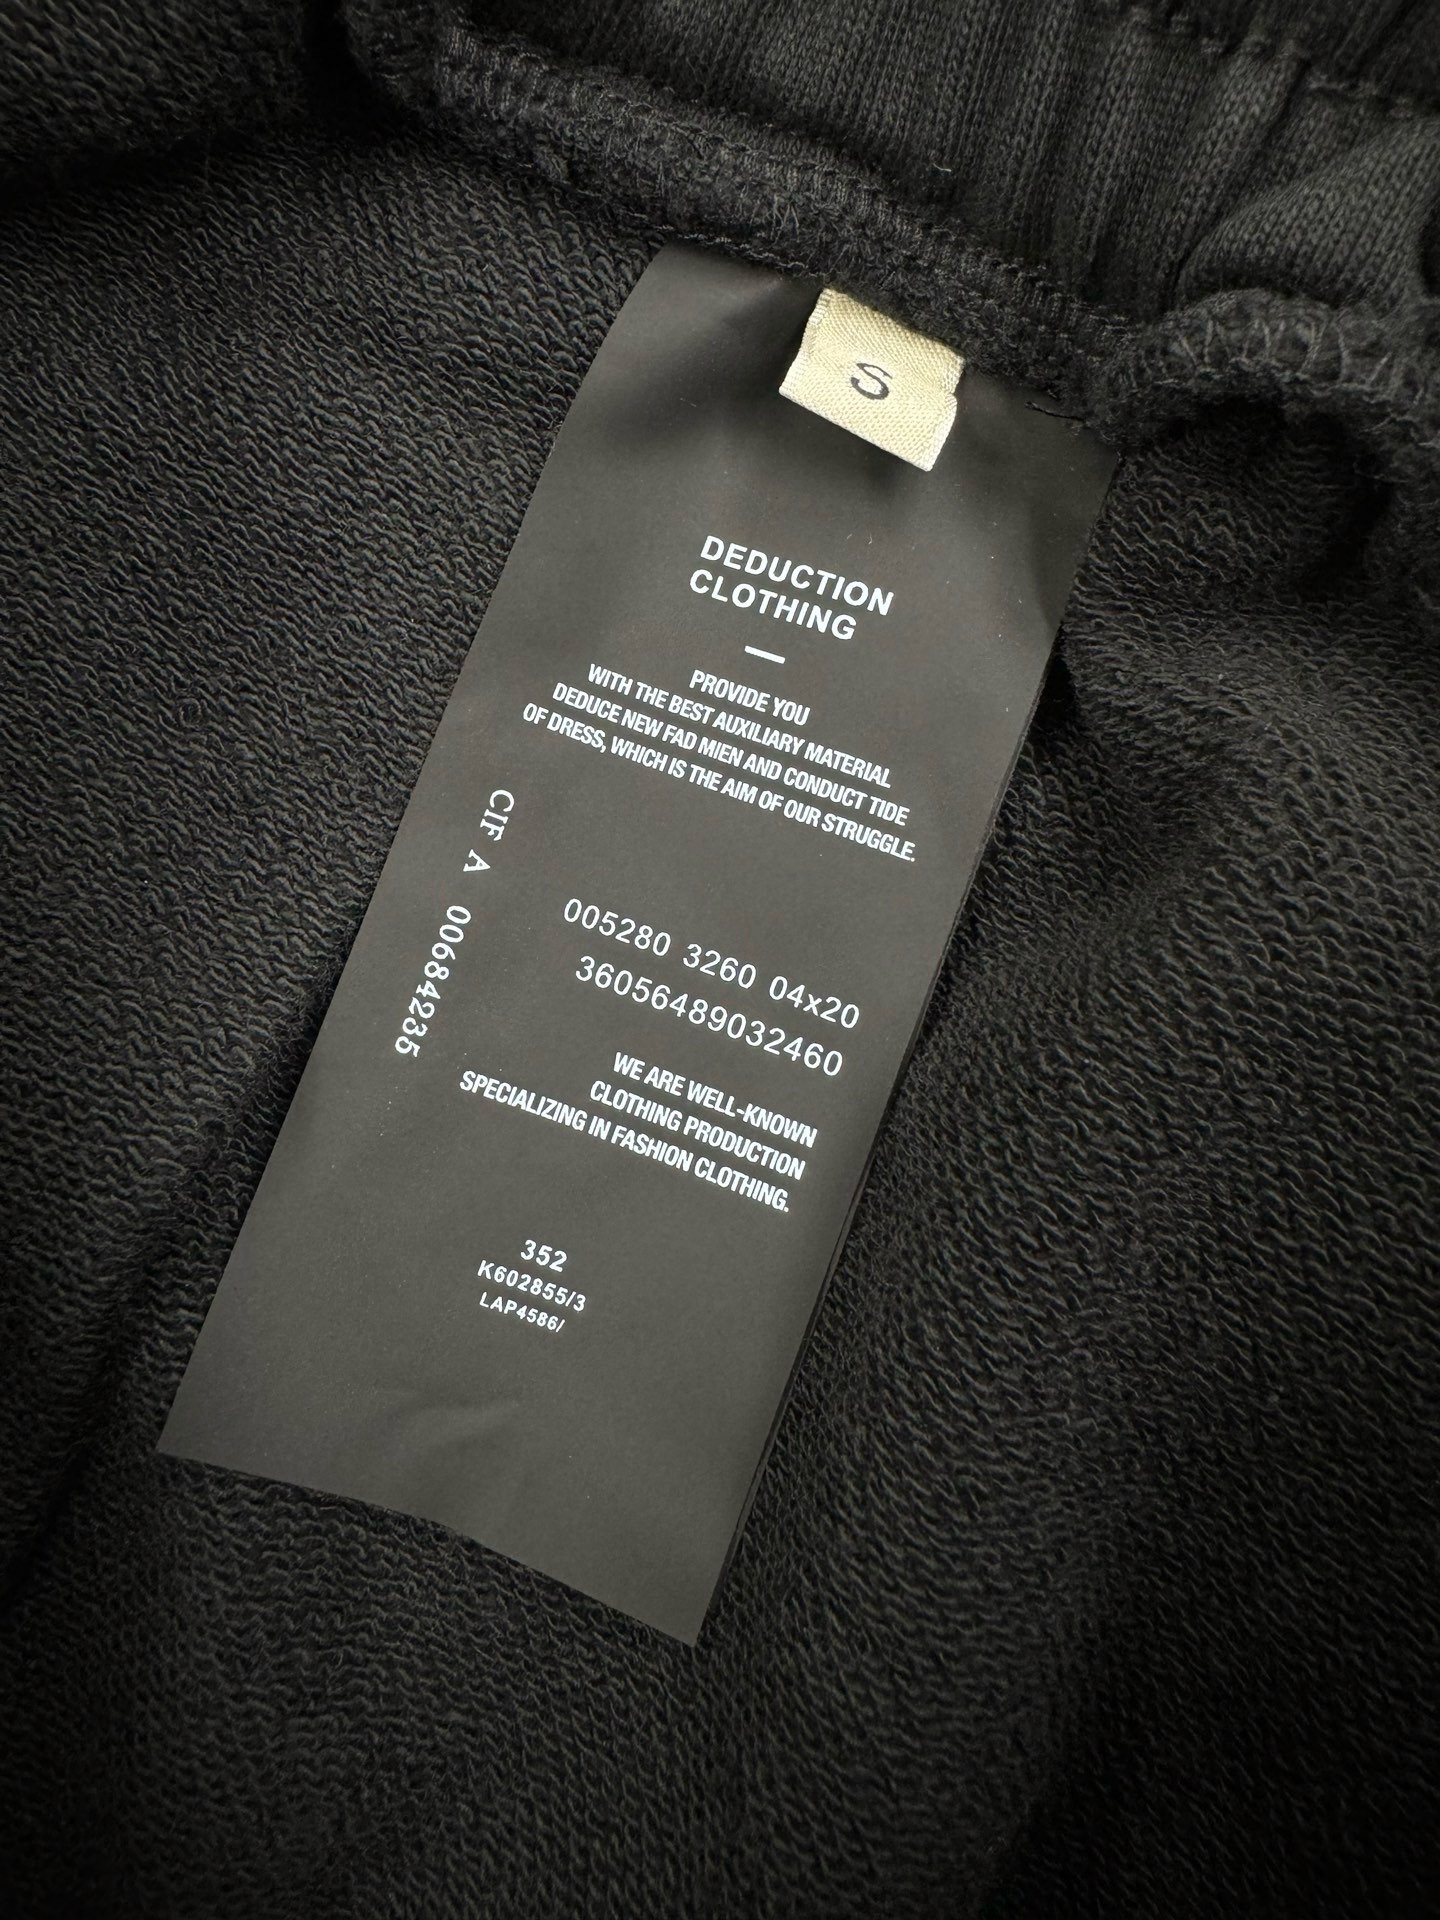 S
DEDUCTION
CLOTHING
PROVIDE YOU
WITH THE BEST AUXILIARY MATERIAL
DEDUCE NEW FAD MIEN AND CONDUCT TIDE
OF DRESS, WHICH IS THE AIM OF OUR STRUGGLE.
CIF A 00684235
005280 3260 04x20
36056489032460
WE ARE WELL-KNOWN
CLOTHING PRODUCTION
SPECIALIZING IN FASHION CLOTHING.
352
K602855/3
LAP4586/